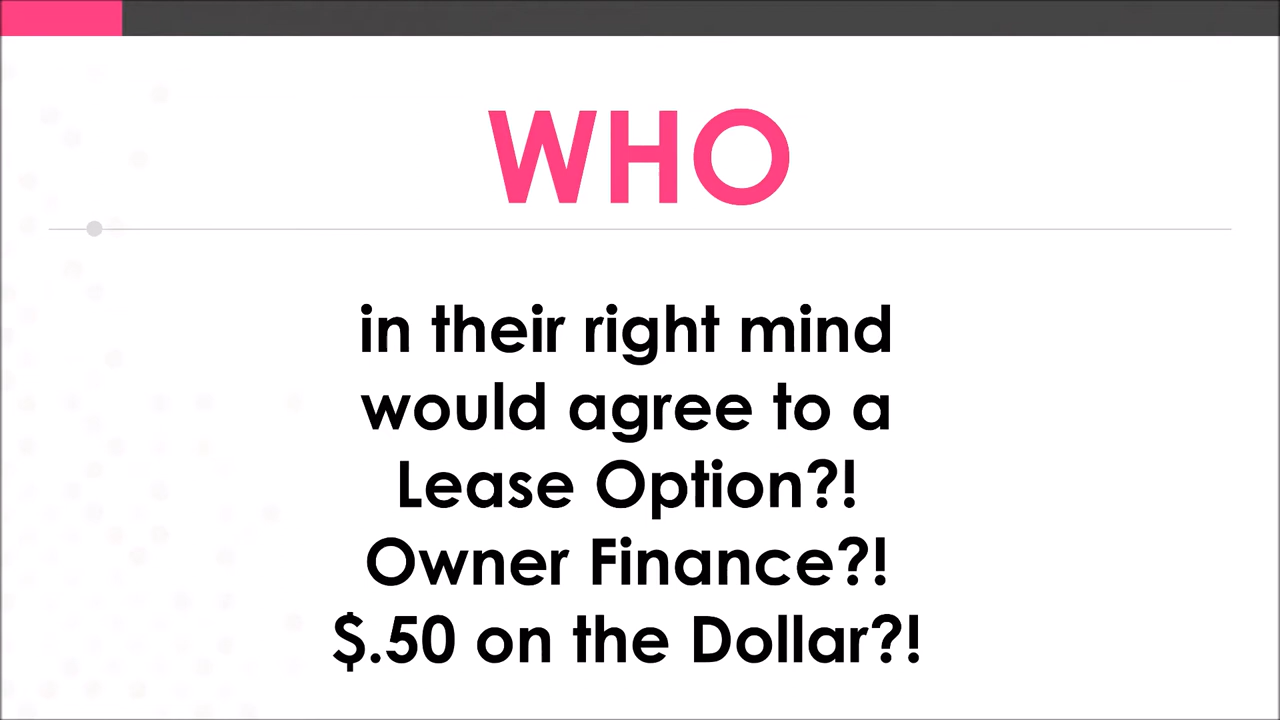 WHO
in their right mind
would agree to a
Lease Option?!
Owner Finance?!
$.50 on the Dollar?!